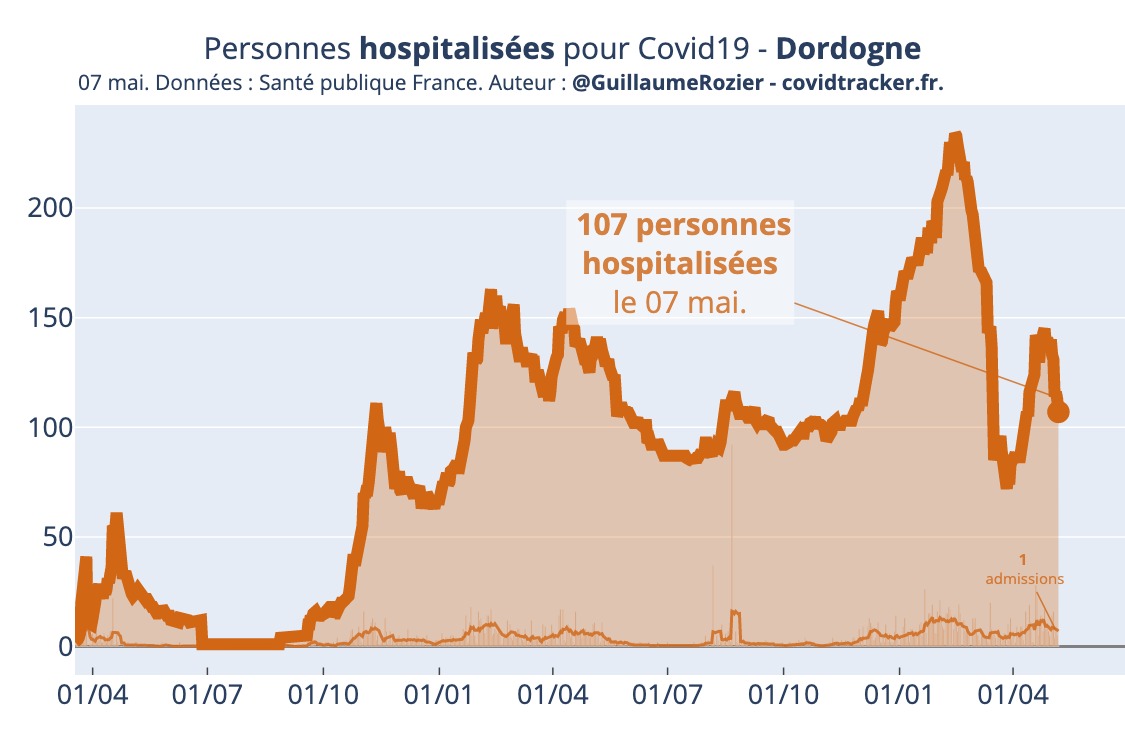 Personnes hospitalisées pour Covid19 - Dordogne
07 mai. Données : Santé publique France. Auteur : @GuillaumeRozier - covidtracker.fr.
200
107 personnes
hospitalisées
le 07 mai.
150
100
50
1
admissions
0
01/04 01/07 01/10 01/01 01/04 01/07 01/10 01/01 01/04